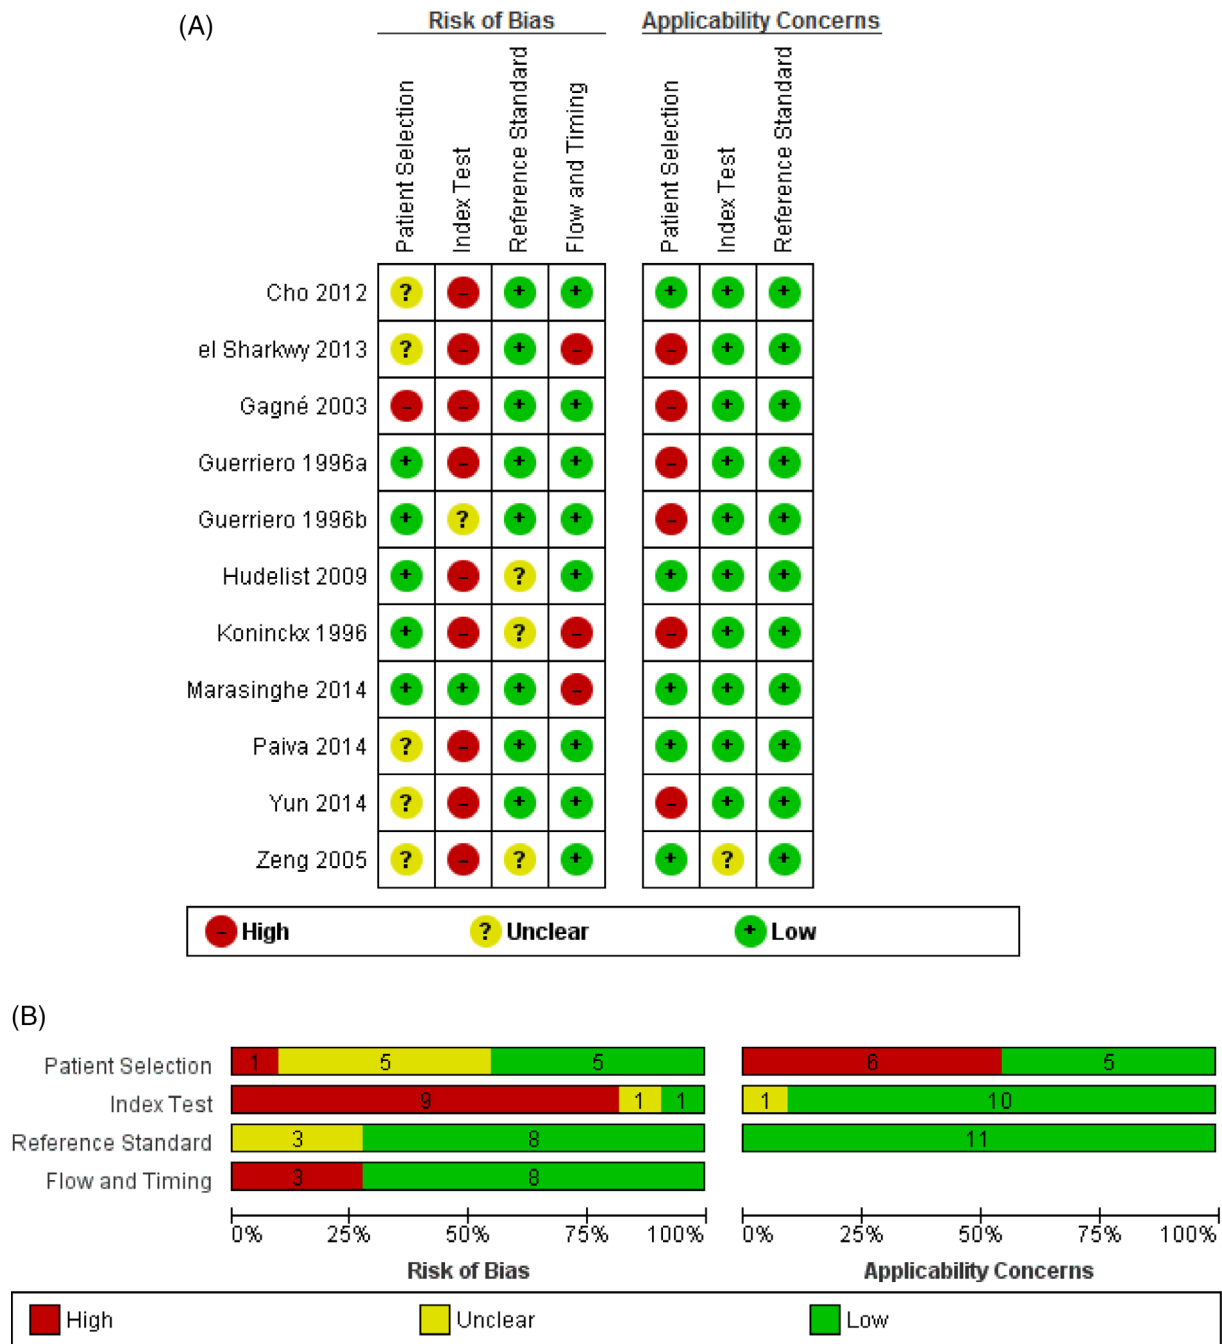 (A)
Risk of Bias
Applicability Concerns
Patient Selection
Index Test
Reference Standard
Flow and Timing
Patient Selection
Index Test
Reference Standard
Cho 2012 ? - + + + + +
el Sharkwy 2013 ? - + - - + +
Gagné 2003 - - + + - + +
Guerriero 1996a + - + + - + +
Guerriero 1996b + ? + + - + +
Hudelist 2009 + - ? + + + +
Koninckx 1996 + - ? - - + +
Marasinghe 2014 + + + - + + +
Paiva 2014 ? - + + + + +
Yun 2014 ? - + + - + +
Zeng 2005 ? - ? + + ? +
- High ? Unclear + Low
(B)
Patient Selection 1 5 5 6 5
Index Test 9 1 1 1 10
Reference Standard 3 8 11
Flow and Timing 3 8
0% 25% 50% 75% 100% 0% 25% 50% 75% 100%
Risk of Bias Applicability Concerns
High Unclear Low